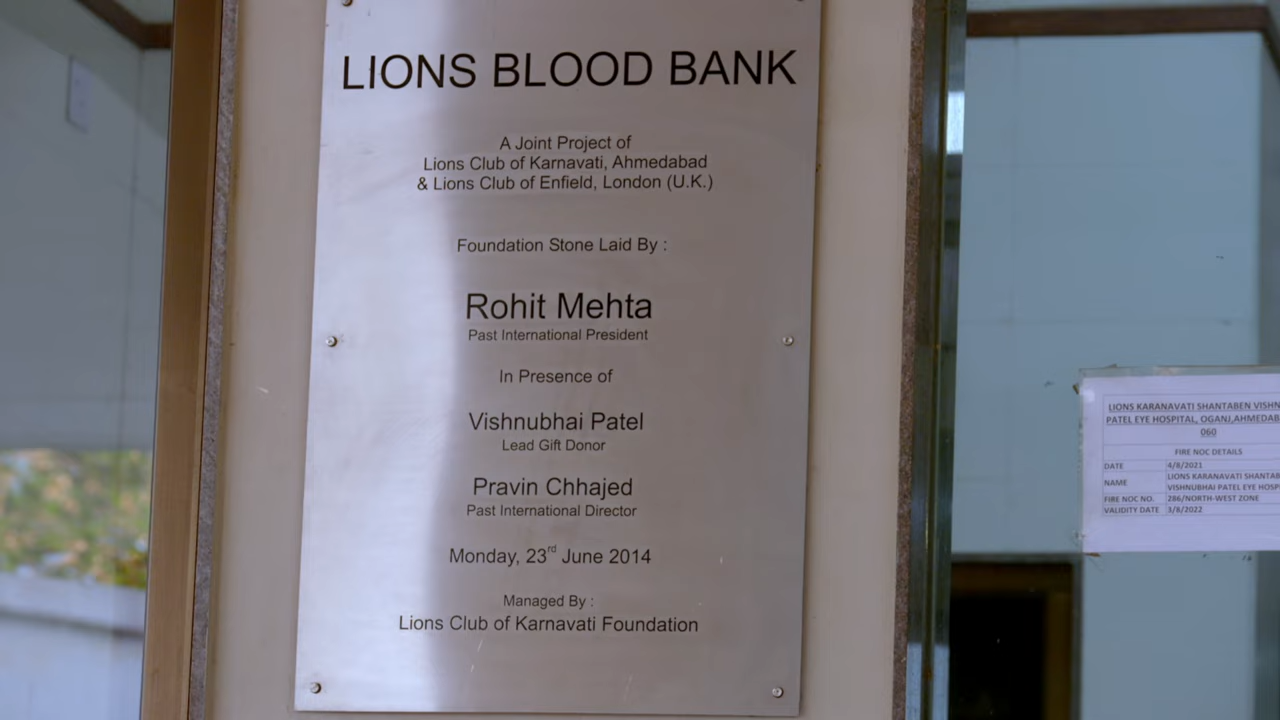 LIONS BLOOD BANK
A Joint Project of
Lions Club of Karnavati, Ahmedabad
& Lions Club of Enfield, London (U.K.)
Foundation Stone Laid By :
Rohit Mehta
Past International President
In Presence of
Vishnubhai Patel
Lead Gift Donor
Pravin Chhajed
Past International Director
Monday, 23rd June 2014
Managed By :
Lions Club of Karnavati Foundation
LIONS KARANAVATI SHANTABEN
PATEL EYE HOSPITAL, OGANJ,
060
FIRE NOC DETAILS
DATE 4/8/2021
NAME LIONS KARANAVATI
VISHNUBHAI PATEL EYE
FIRE NOC NO. 286/NORTH-WEST ZONE
VALIDITY DATE 3/8/2022